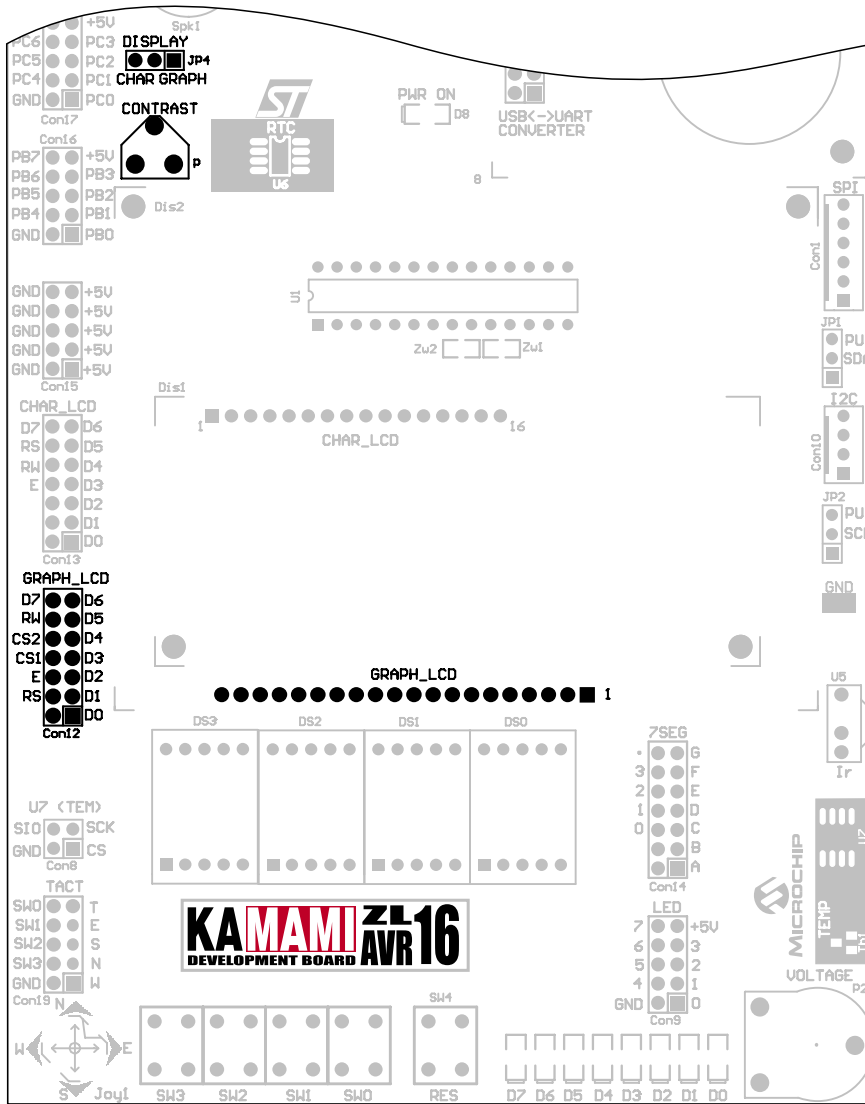 +5V
Spk1
PC6 PC3
DISPLAY
JP4
PC5 PC2
PC4 PC1
CHAR GRAPH
GND PC0
Con17
CONTRAST
P
PWR ON
D8
USB<->UART
CONVERTER
RTC
U6
Con16
PB7 +5V
PB6 PB3
PB5 PB2
PB4 PB1
GND PB0
Dis2
8
SPI
Con1
U1
Zw2 Zw1
GND +5V
GND +5V
GND +5V
GND +5V
GND +5V
Con15
JP1
PU
Dis1
I2C
Con10
CHAR_LCD
D7 D6
RS D5
RW D4
E D3
D2
D1
D0
Con13
1 16
CHAR_LCD
JP2
PU
GND
GRAPH_LCD
D7 D6
RW D5
CS2 D4
CS1 D3
E D2
RS D1
D0
Con12
GRAPH_LCD
1
U5
Ir
DS3 DS2 DS1 DS0
7SEG
. G
3 F
2 E
1 D
0 C
B
A
Con14
U7 (TEM)
SIO SCK
GND CS
Con8
TACT
SW0 T
SW1 E
SW2 S
SW3 N
GND W
Con19
N
W E
S
Joy1
KAMAMI ZL
AVR 16
DEVELOPMENT BOARD
LED
7 +5V
6 3
5 2
4 1
GND 0
Con9
MICROCHIP
TEMP
VOLTAGE
P2
SW4
SW3 SW2 SW1 SW0 RES
D7 D6 D5 D4 D3 D2 D1 D0